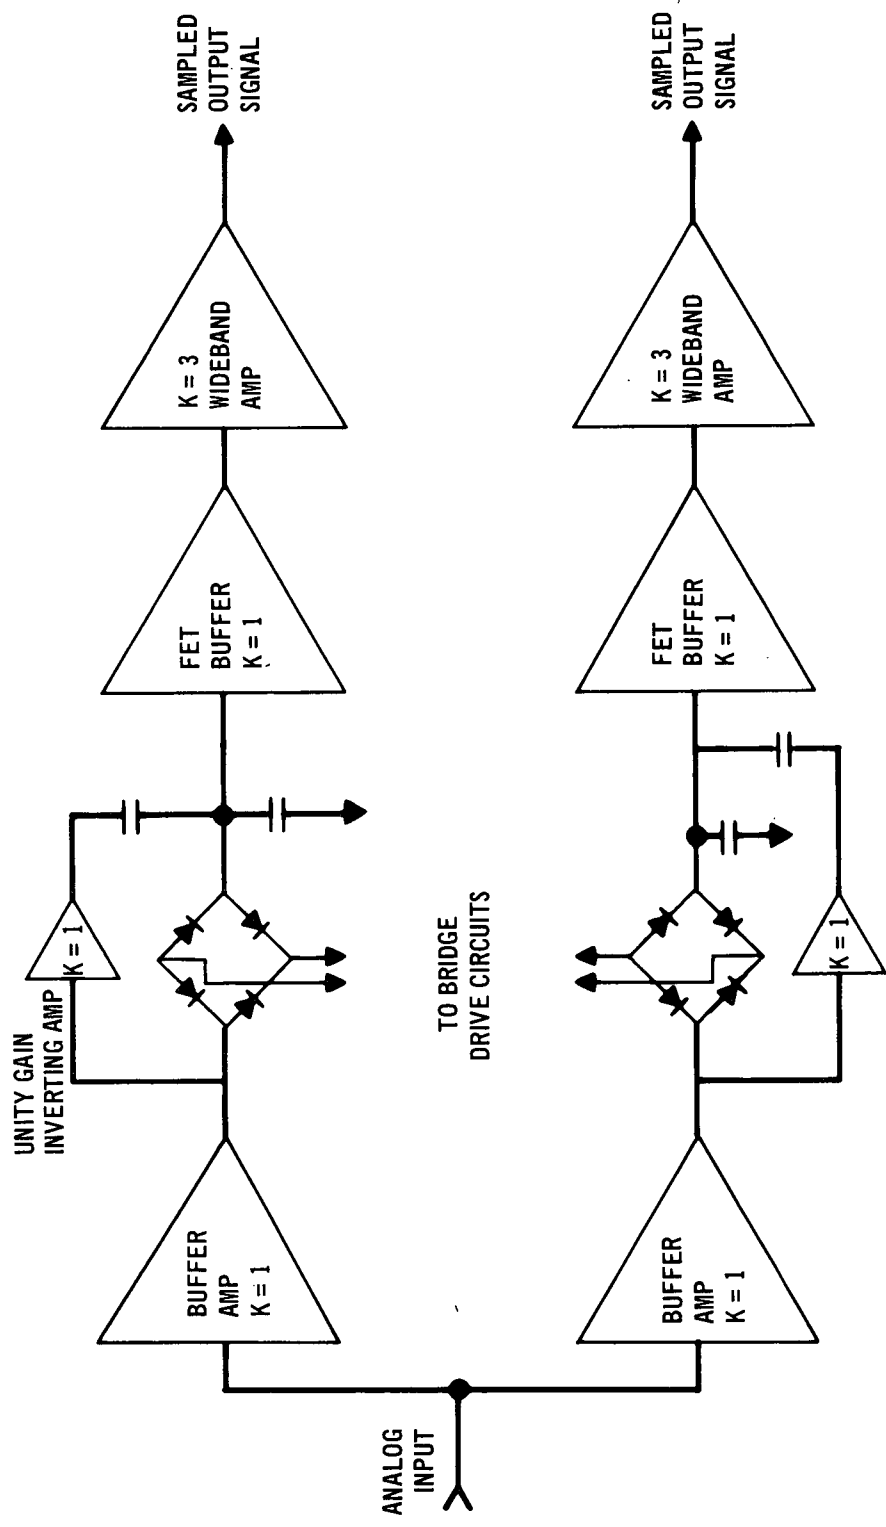 ANALOG
INPUT
BUFFER
AMP
K = 1
UNITY GAIN
INVERTING AMP
K = 1
FET
BUFFER
K = 1
K = 3
WIDEBAND
AMP
SAMPLED
OUTPUT
SIGNAL
TO BRIDGE
DRIVE CIRCUITS
BUFFER
AMP
K = 1
K = 1
FET
BUFFER
K = 1
K = 3
WIDEBAND
AMP
SAMPLED
OUTPUT
SIGNAL